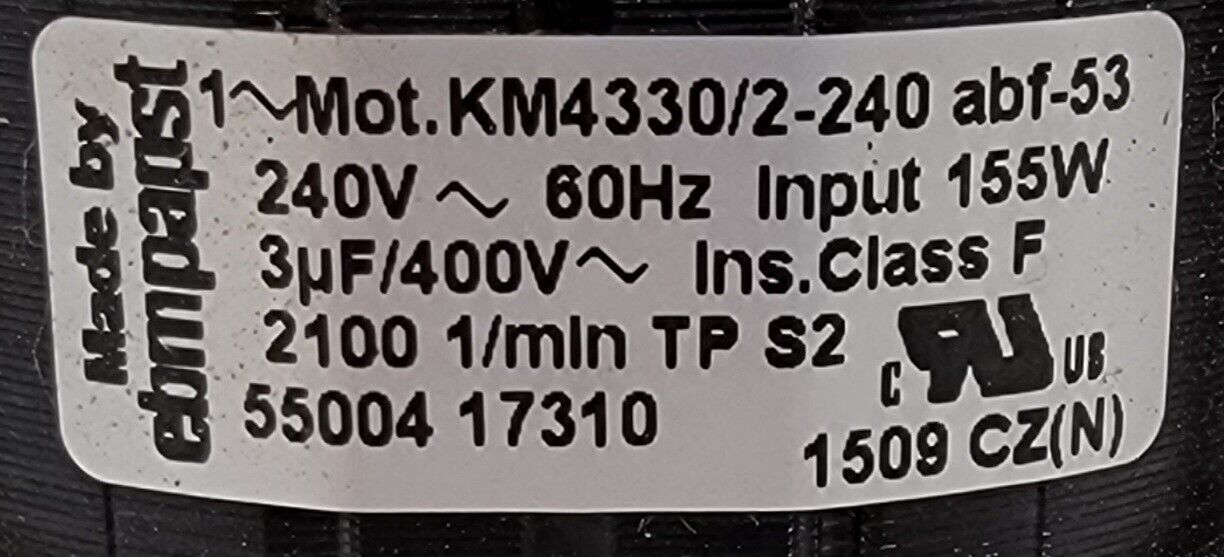 Made by
ebmpapst
1~Mot.KM4330/2-240 abf-53
240V ~ 60Hz Input 155W
3µF/400V~ Ins.Class F
2100 1/min TP S2
c RU US
55004 17310
1509 CZ(N)